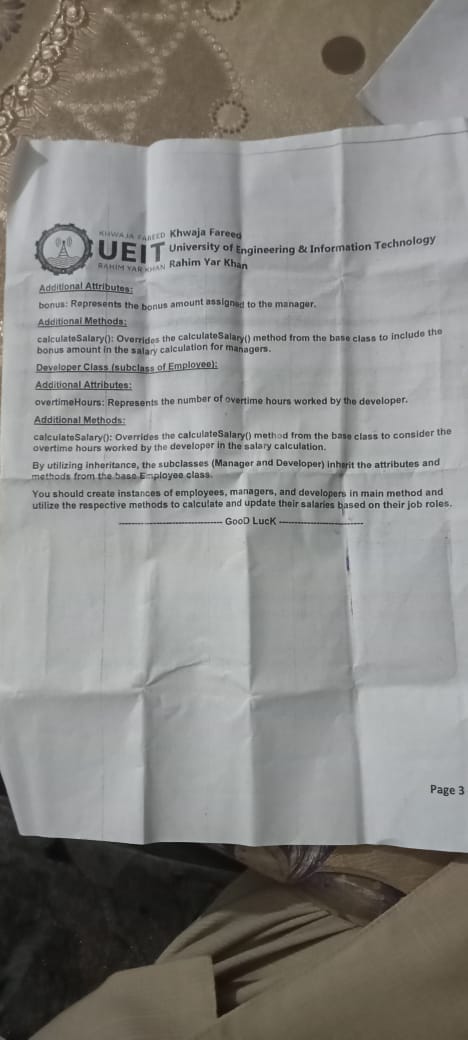 KHWAJA FAREED Khwaja Fareed
UEIT University of Engineering & Information Technology
RAHIM YAR KHAN Rahim Yar Khan
Additional Attributes:
bonus: Represents the bonus amount assigned to the manager.
Additional Methods:
calculateSalary(): Overrides the calculateSalary() method from the base class to include the
bonus amount in the salary calculation for managers.
Developer Class (subclass of Employee):
Additional Attributes:
overtimeHours: Represents the number of overtime hours worked by the developer.
Additional Methods:
calculateSalary(): Overrides the calculateSalary() method from the base class to consider the
overtime hours worked by the developer in the salary calculation.
By utilizing inheritance, the subclasses (Manager and Developer) inherit the attributes and
methods from the base Employee class.
You should create instances of employees, managers, and developers in main method and
utilize the respective methods to calculate and update their salaries based on their job roles.
-------------------------------- GooD LucK --------------------------
Page 3